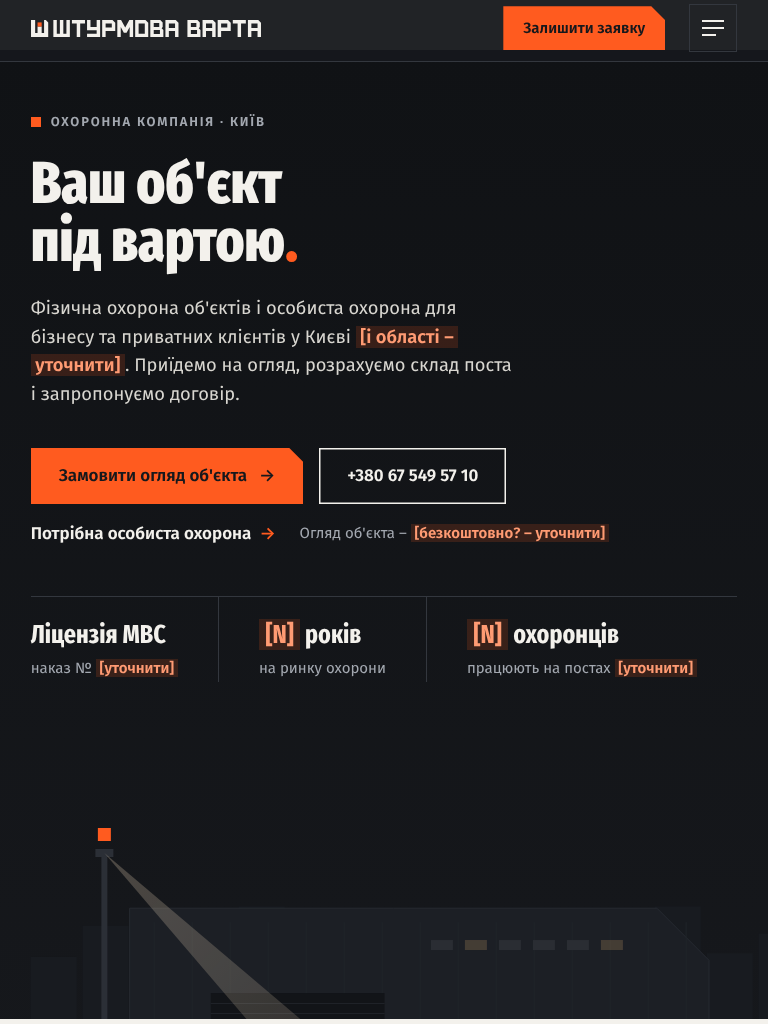 ШТУРМОВА ВАРТА
Залишити заявку
ОХОРОННА КОМПАНІЯ · КИЇВ
Ваш об'єкт
під вартою.
Фізична охорона об'єктів і особиста охорона для
бізнесу та приватних клієнтів у Києві [і області –
уточнити]. Приїдемо на огляд, розрахуємо склад поста
і запропонуємо договір.
Замовити огляд об'єкта →
+380 67 549 57 10
Потрібна особиста охорона →
Огляд об'єкта – [безкоштовно? – уточнити]
Ліцензія МВС
наказ № [уточнити]
[N] років
на ринку охорони
[N] охоронців
працюють на постах [уточнити]